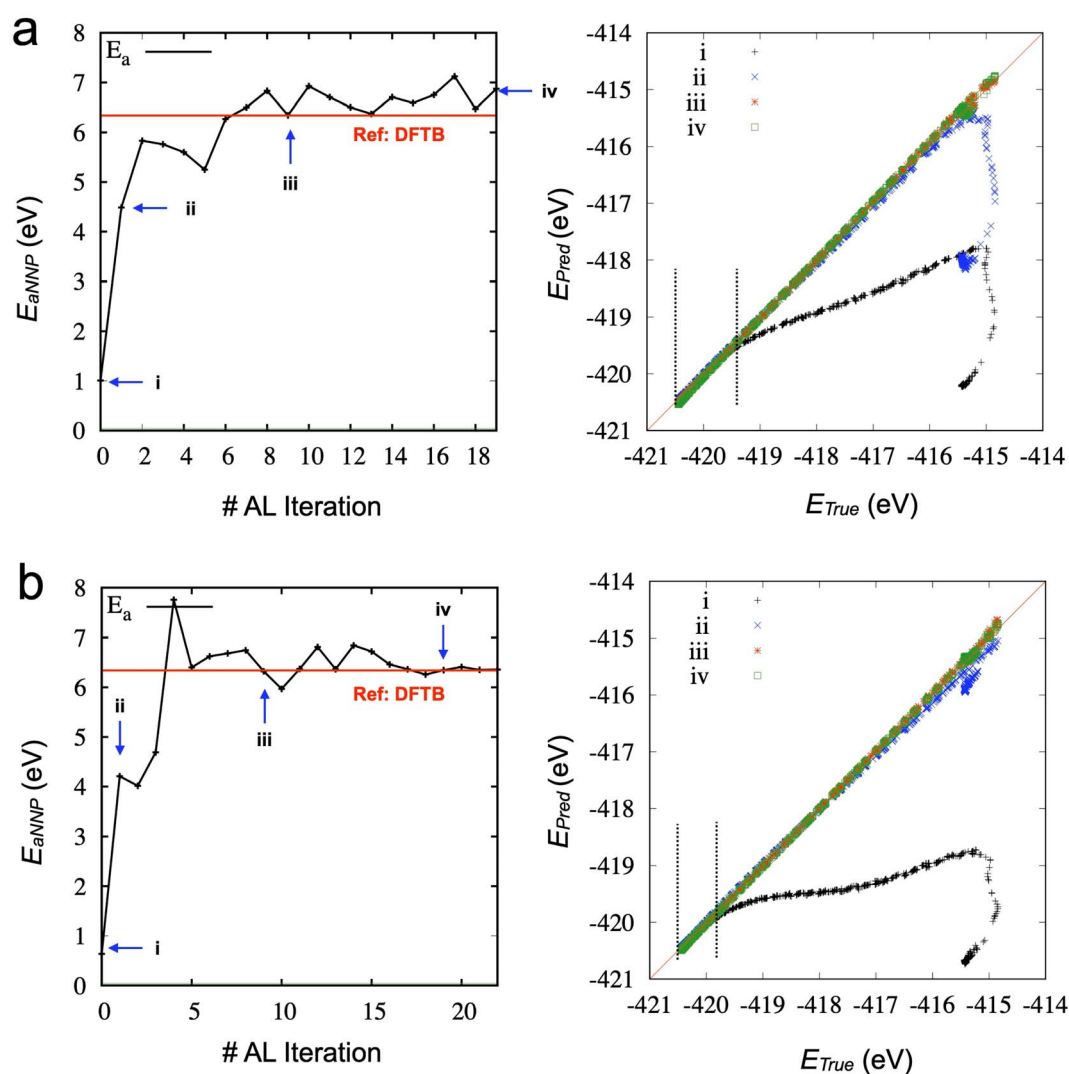 a
E_a
8
7
6
5
4
3
2
1
0
E_aNNP (eV)
iv
Ref: DFTB
iii
ii
i
0 2 4 6 8 10 12 14 16 18
# AL Iteration
-414
-415
-416
-417
-418
-419
-420
-421
E_Pred (eV)
i
ii
iii
iv
-421 -420 -419 -418 -417 -416 -415 -414
E_True (eV)
b
E_a
8
7
6
5
4
3
2
1
0
E_aNNP (eV)
iv
ii
Ref: DFTB
iii
i
0 5 10 15 20
# AL Iteration
-414
-415
-416
-417
-418
-419
-420
-421
E_Pred (eV)
i
ii
iii
iv
-421 -420 -419 -418 -417 -416 -415 -414
E_True (eV)